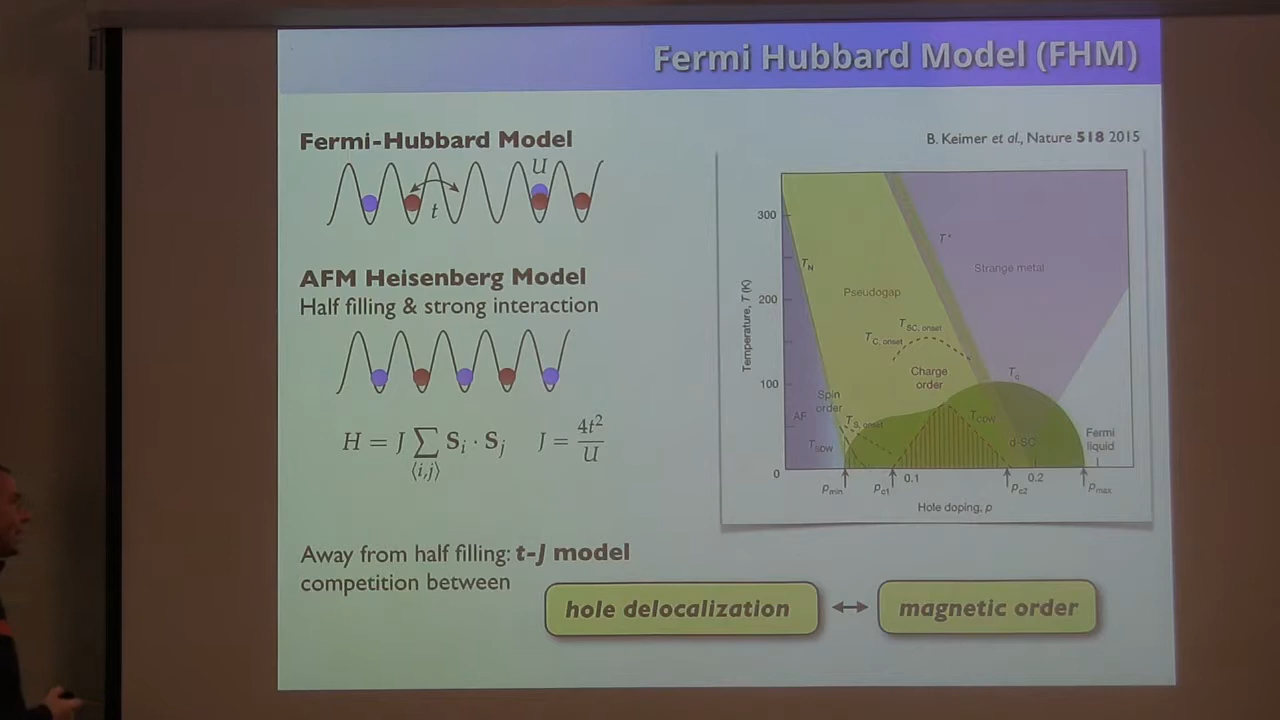 Fermi Hubbard Model (FHM)
Fermi-Hubbard Model
U
t
AFM Heisenberg Model
Half filling & strong interaction
H = J ∑ S_i · S_j   J = 4t²/U
⟨i,j⟩
Away from half filling: t-J model
competition between
hole delocalization ↔ magnetic order
B. Keimer et al., Nature 518 2015
Temperature, T (K)
300
200
100
0
T_N
T*
Strange metal
Pseudogap
T_SC, onset
T_C, onset
Charge
order
T_c
Spin
order
AF
T_S, onset
T_CDW
T_SDW
d-SC
Fermi
liquid
0.1
0.2
p_min
p_c1
p_c2
p_max
Hole doping, p